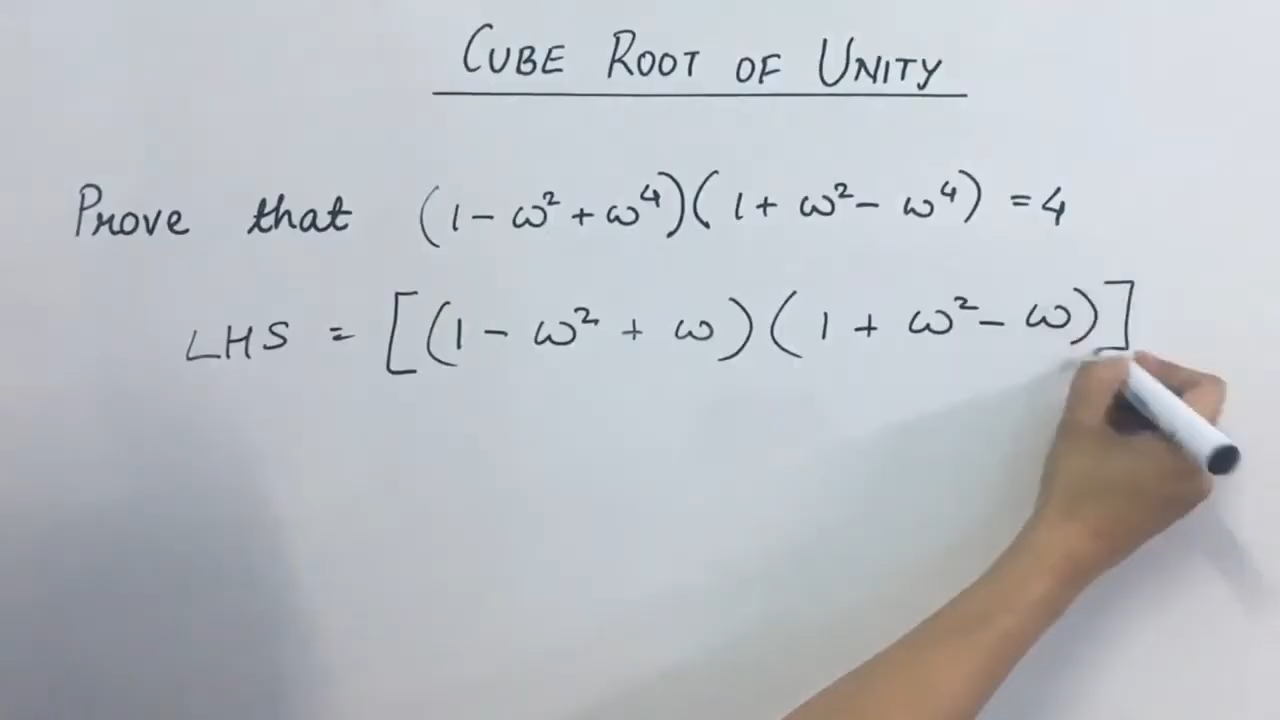 CUBE ROOT OF UNITY
Prove that (1 - ω² + ω⁴)(1 + ω² - ω⁴) = 4
LHS = [(1 - ω² + ω)(1 + ω² - ω)]